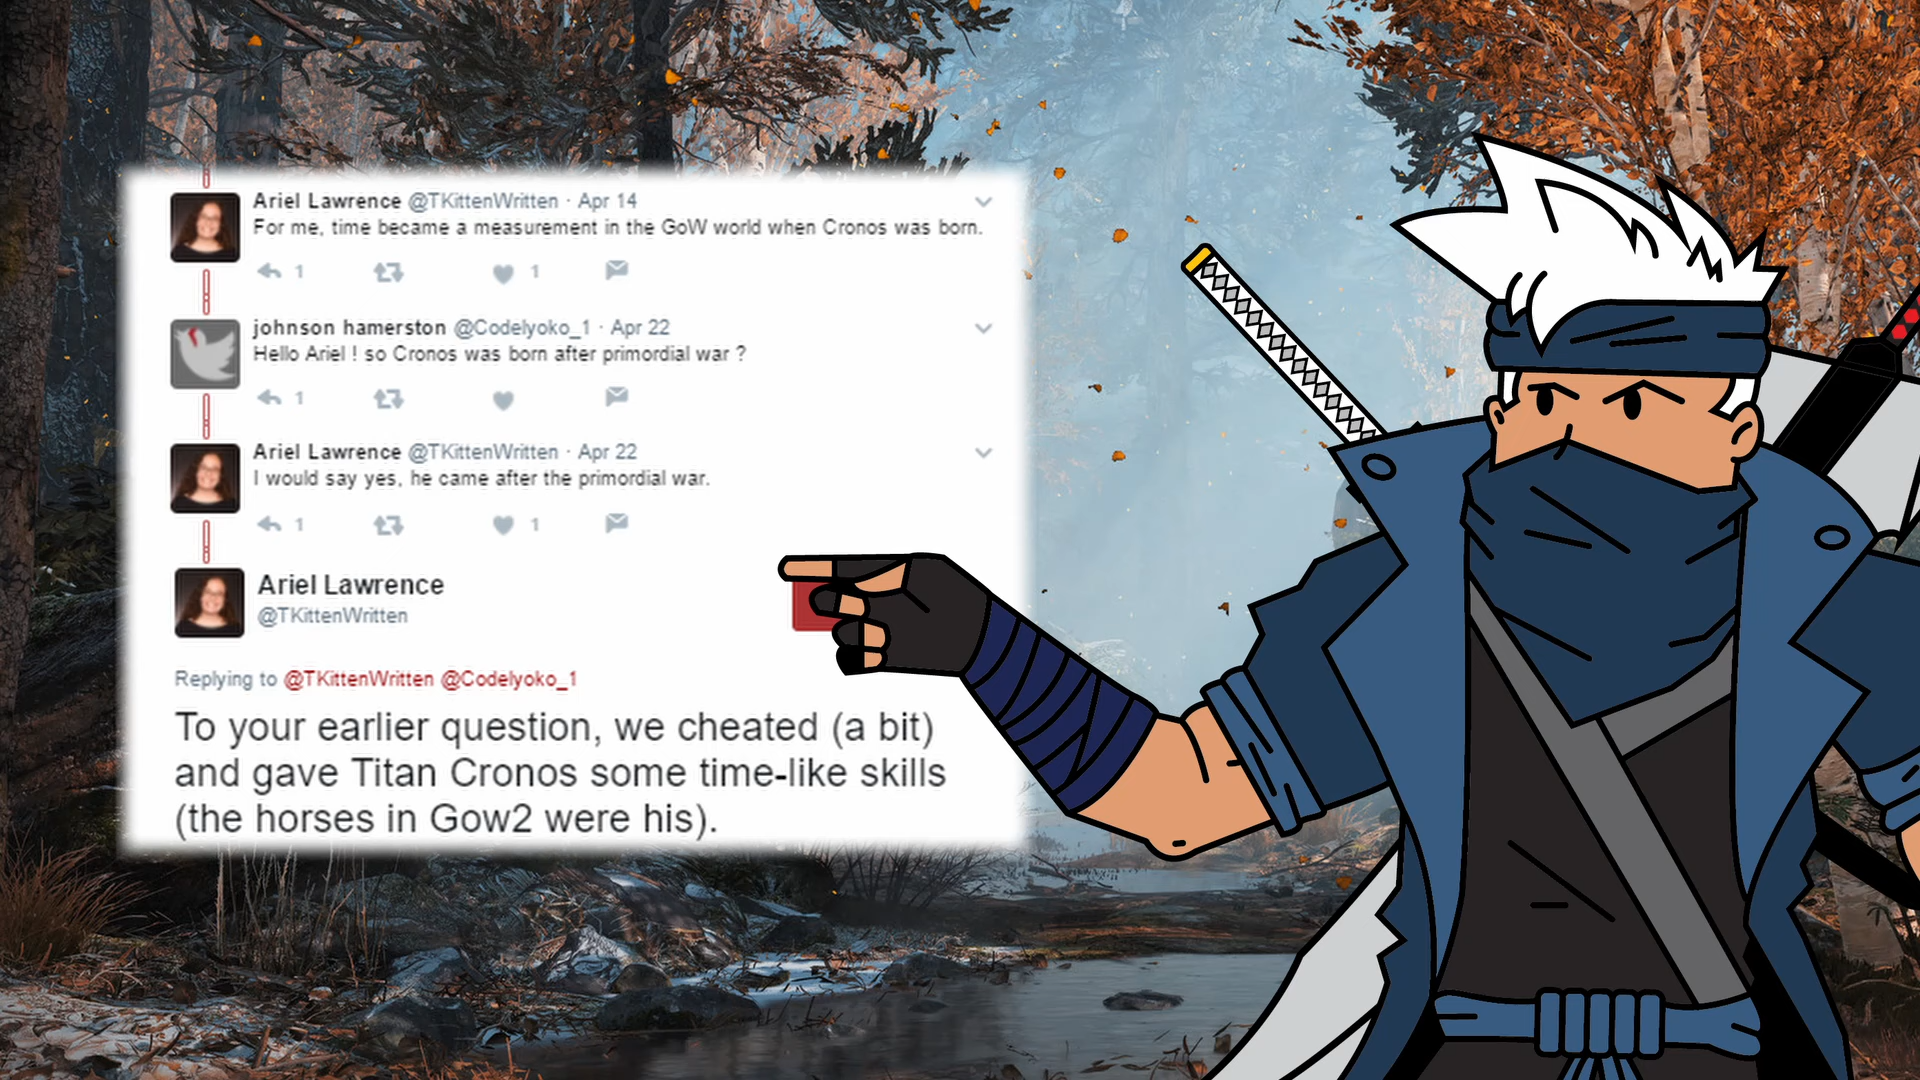 Ariel Lawrence @TKittenWritten · Apr 14
For me, time became a measurement in the GoW world when Cronos was born.
1 1
johnson hamerston @Codelyoko_1 · Apr 22
Hello Ariel ! so Cronos was born after primordial war ?
1
Ariel Lawrence @TKittenWritten · Apr 22
I would say yes, he came after the primordial war.
1 1
Ariel Lawrence
@TKittenWritten
Replying to @TKittenWritten @Codelyoko_1
To your earlier question, we cheated (a bit)
and gave Titan Cronos some time-like skills
(the horses in Gow2 were his).